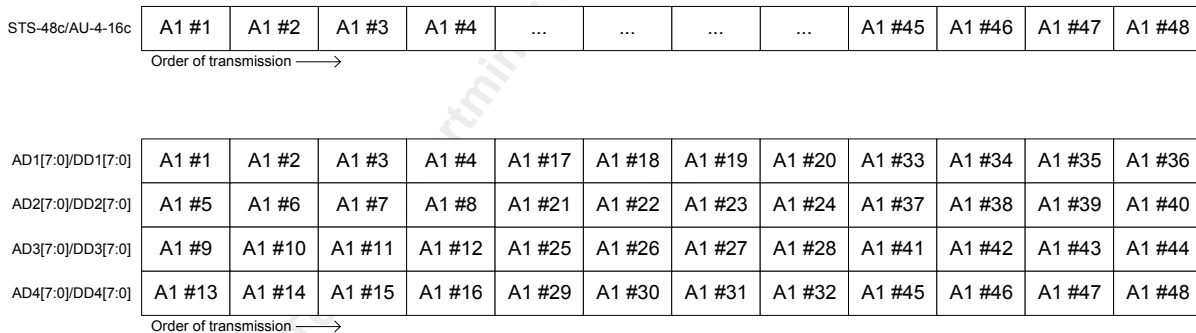 STS-48c/AU-4-16c A1 #1 A1 #2 A1 #3 A1 #4 ... ... ... ... A1 #45 A1 #46 A1 #47 A1 #48
Order of transmission
AD1[7:0]/DD1[7:0] A1 #1 A1 #2 A1 #3 A1 #4 A1 #17 A1 #18 A1 #19 A1 #20 A1 #33 A1 #34 A1 #35 A1 #36
AD2[7:0]/DD2[7:0] A1 #5 A1 #6 A1 #7 A1 #8 A1 #21 A1 #22 A1 #23 A1 #24 A1 #37 A1 #38 A1 #39 A1 #40
AD3[7:0]/DD3[7:0] A1 #9 A1 #10 A1 #11 A1 #12 A1 #25 A1 #26 A1 #27 A1 #28 A1 #41 A1 #42 A1 #43 A1 #44
AD4[7:0]/DD4[7:0] A1 #13 A1 #14 A1 #15 A1 #16 A1 #29 A1 #30 A1 #31 A1 #32 A1 #45 A1 #46 A1 #47 A1 #48
Order of transmission